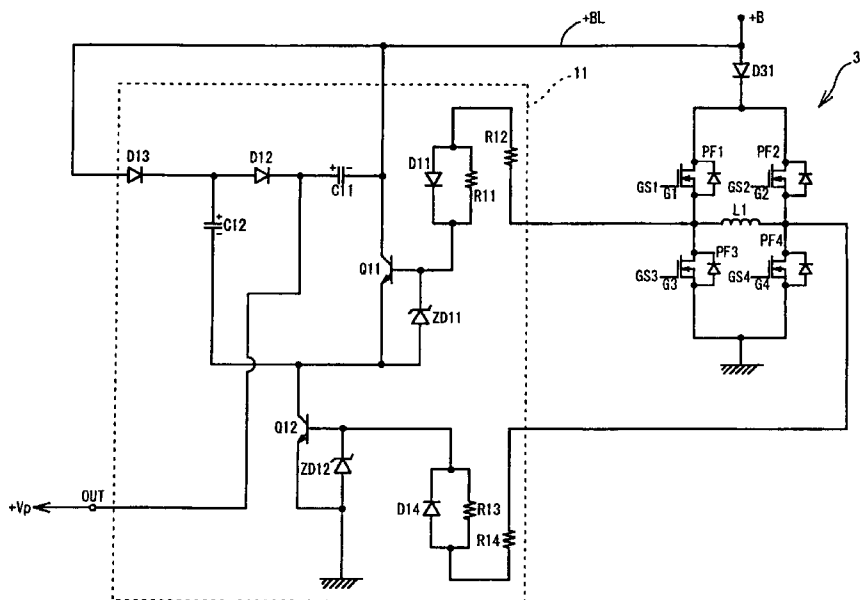 +BL
+B
D31
3
11
R12
D13
D12
C11
D11
R11
PF1
PF2
GS1
G1
GS2
G2
L1
C12
PF3
PF4
GS3
G3
GS4
G4
Q11
ZD11
Q12
ZD12
D14
R13
R14
+Vp
OUT